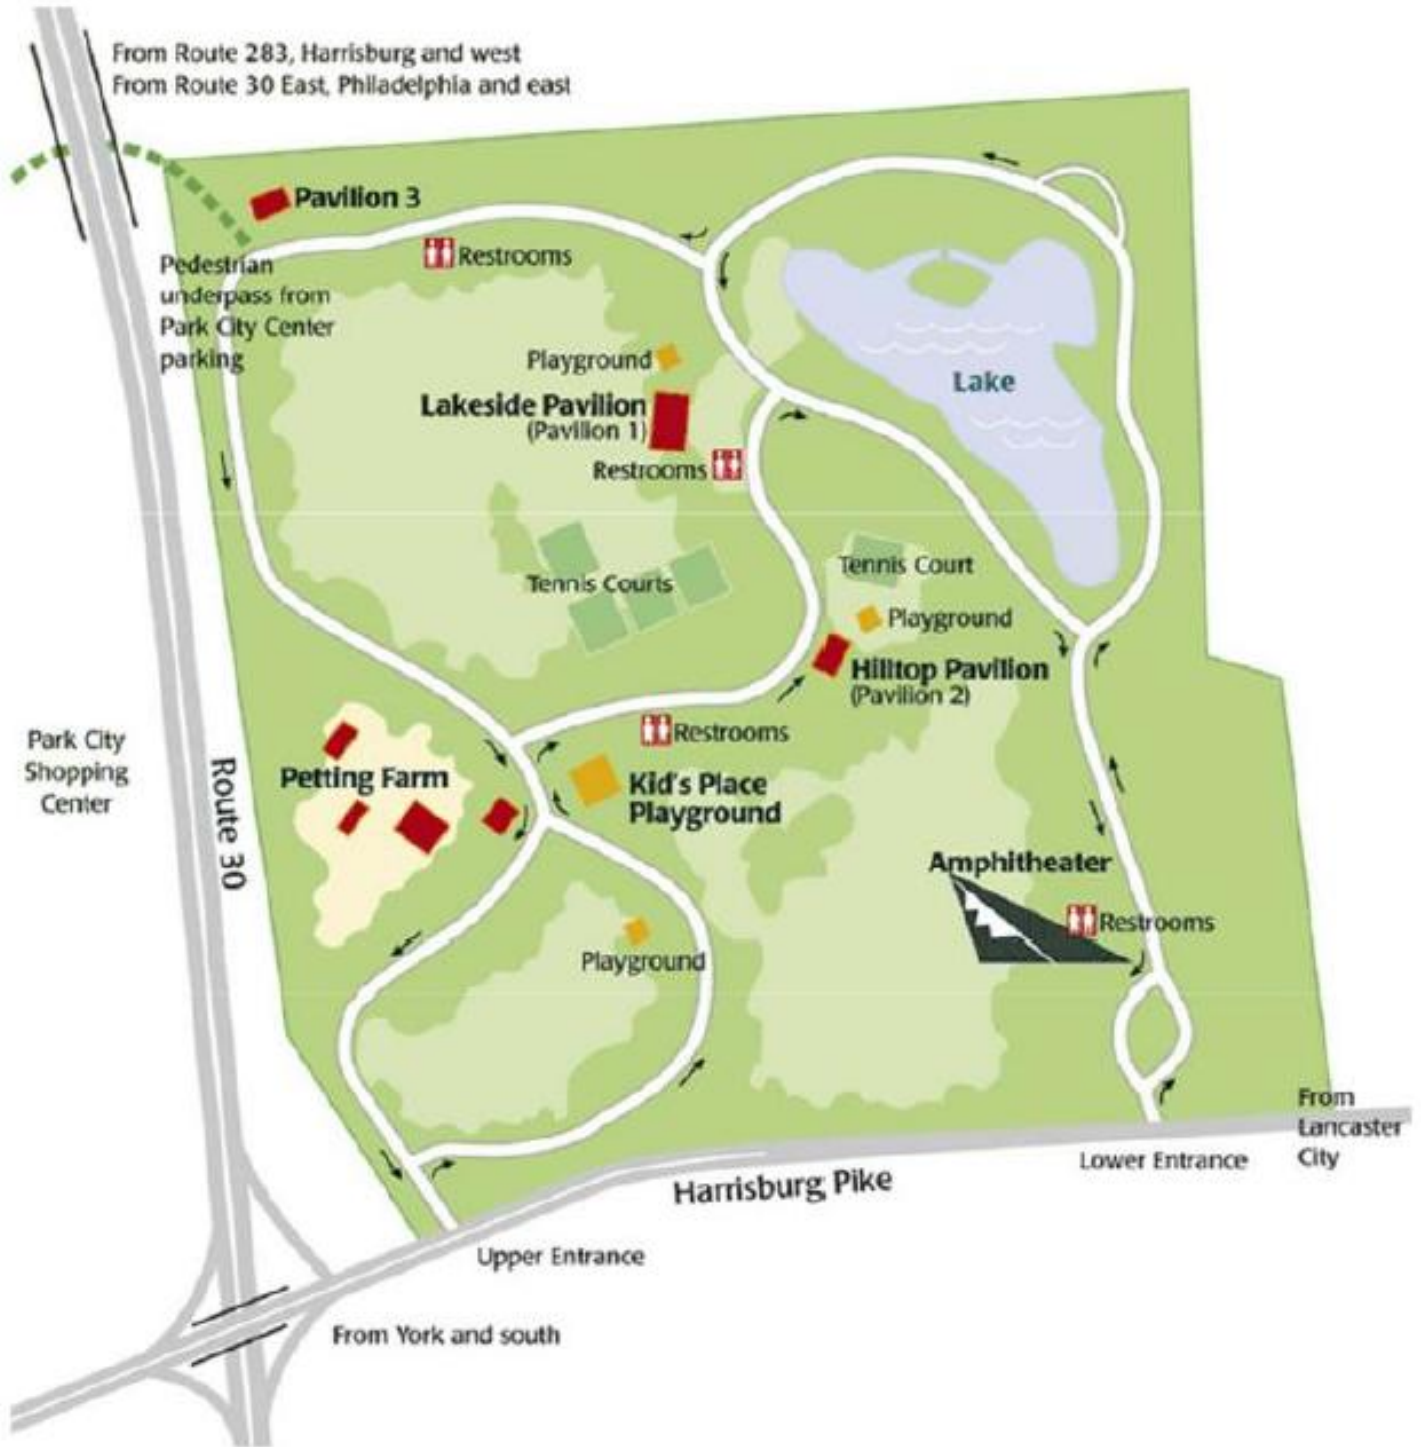 From Route 283, Harrisburg and west
From Route 30 East, Philadelphia and east
Pavilion 3
Restrooms
Pedestrian
underpass from
Park City Center
parking
Playground
Lakeside Pavilion
(Pavilion 1)
Restrooms
Lake
Tennis Courts
Tennis Court
Playground
Hilltop Pavilion
(Pavilion 2)
Restrooms
Park City
Shopping
Center
Route 30
Petting Farm
Kid's Place
Playground
Amphitheater
Restrooms
Playground
From
Lancaster
City
Lower Entrance
Harrisburg Pike
Upper Entrance
From York and south